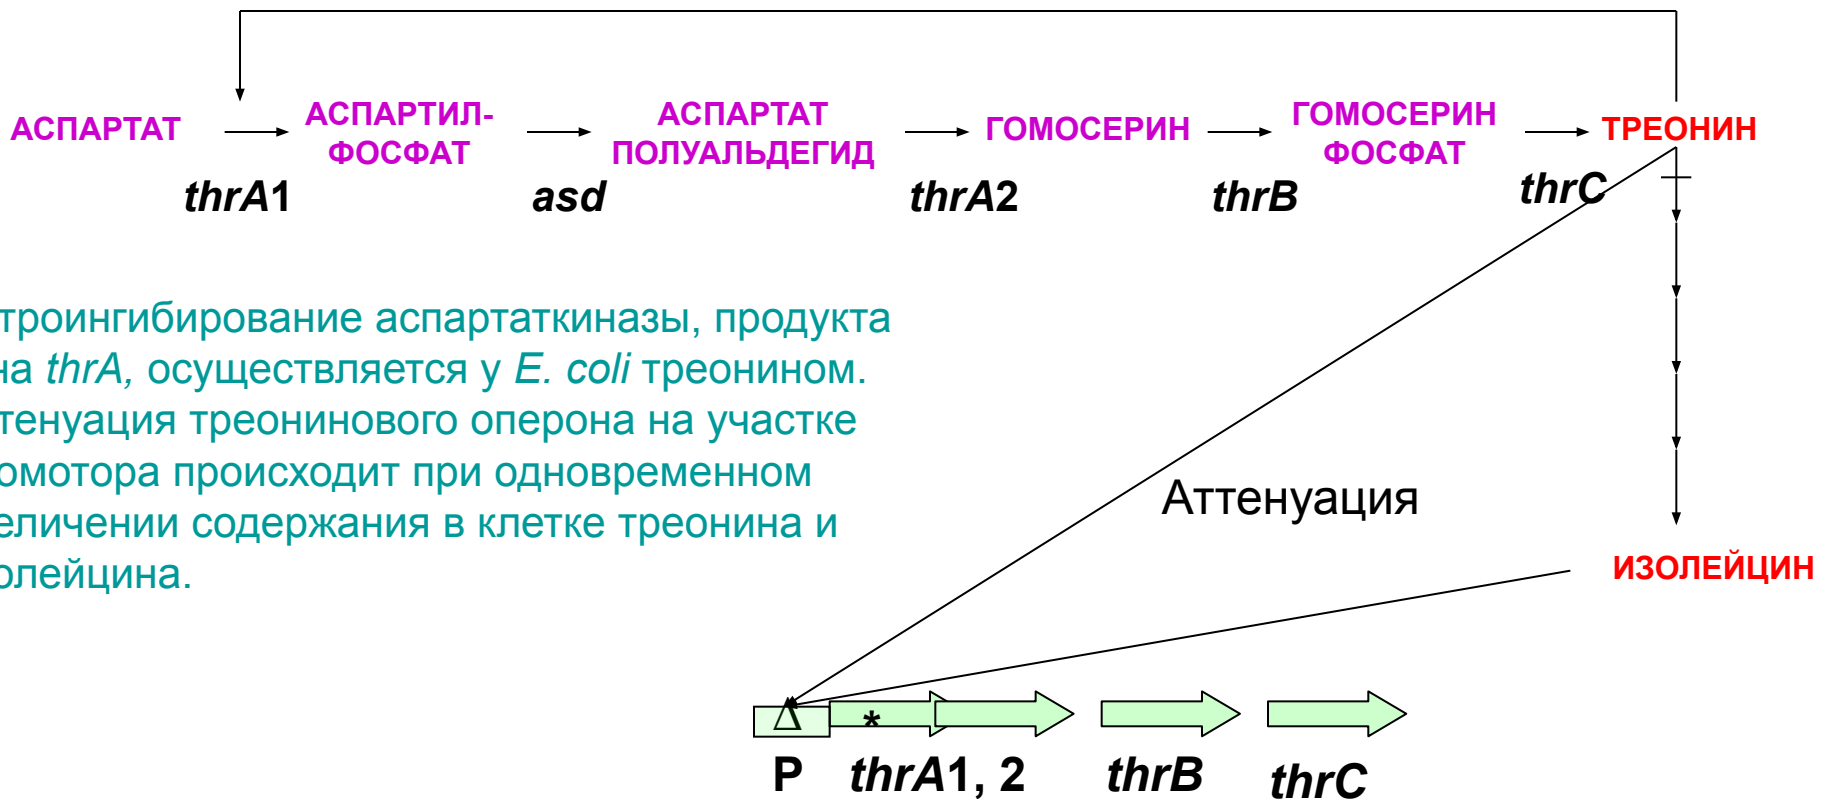 АСПАРТАТ
АСПАРТИЛ-
ФОСФАТ
АСПАРТАТ
ПОЛУАЛЬДЕГИД
ГОМОСЕРИН
ГОМОСЕРИН
ФОСФАТ
ТРЕОНИН
thrA1
asd
thrA2
thrB
thrC
троингибирование аспартаткиназы, продукта
на thrA, осуществляется у E. coli треонином.
тенуация треонинового оперона на участке
омотора происходит при одновременном
еличении содержания в клетке треонина и
олейцина.
Аттенуация
ИЗОЛЕЙЦИН
Δ
*
P
thrA1, 2
thrB
thrC